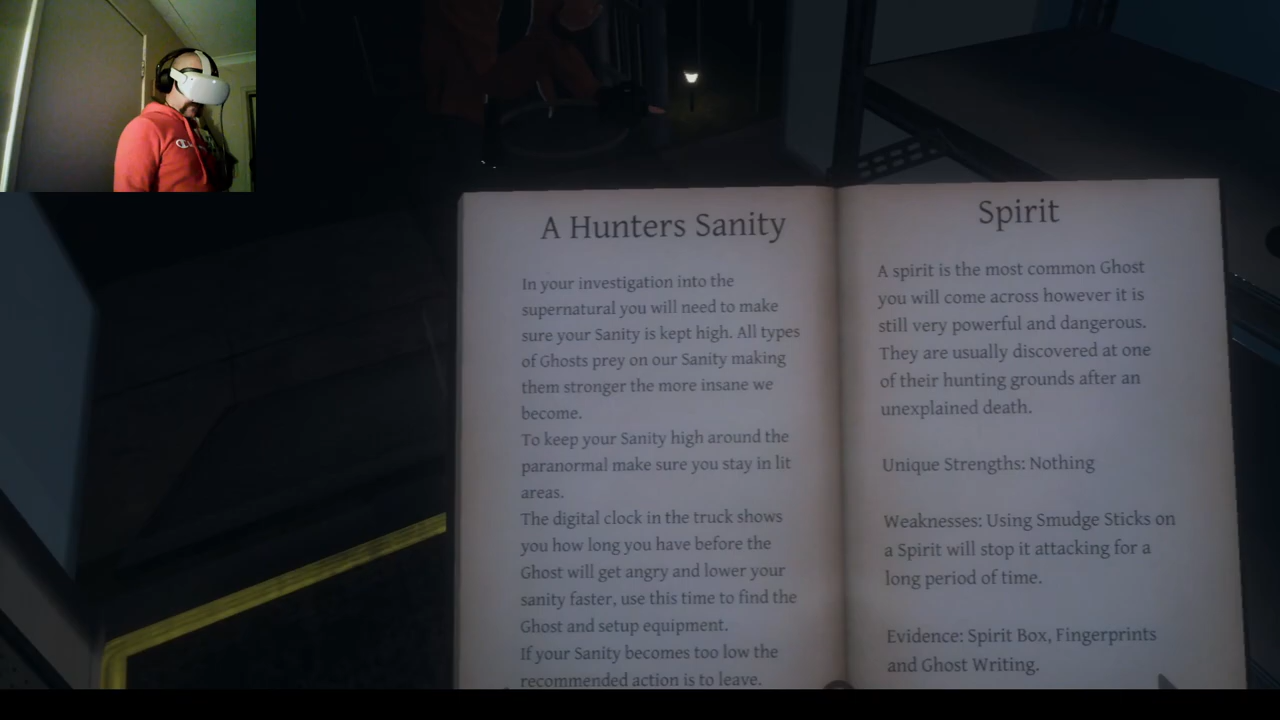 A Hunters Sanity
In your investigation into the
supernatural you will need to make
sure your Sanity is kept high. All types
of Ghosts prey on our Sanity making
them stronger the more insane we
become.
To keep your Sanity high around the
paranormal make sure you stay in lit
areas.
The digital clock in the truck shows
you how long you have before the
Ghost will get angry and lower your
sanity faster, use this time to find the
Ghost and setup equipment.
If your Sanity becomes too low the
recommended action is to leave.
Spirit
A spirit is the most common Ghost
you will come across however it is
still very powerful and dangerous.
They are usually discovered at one
of their hunting grounds after an
unexplained death.
Unique Strengths: Nothing
Weaknesses: Using Smudge Sticks on
a Spirit will stop it attacking for a
long period of time.
Evidence: Spirit Box, Fingerprints
and Ghost Writing.